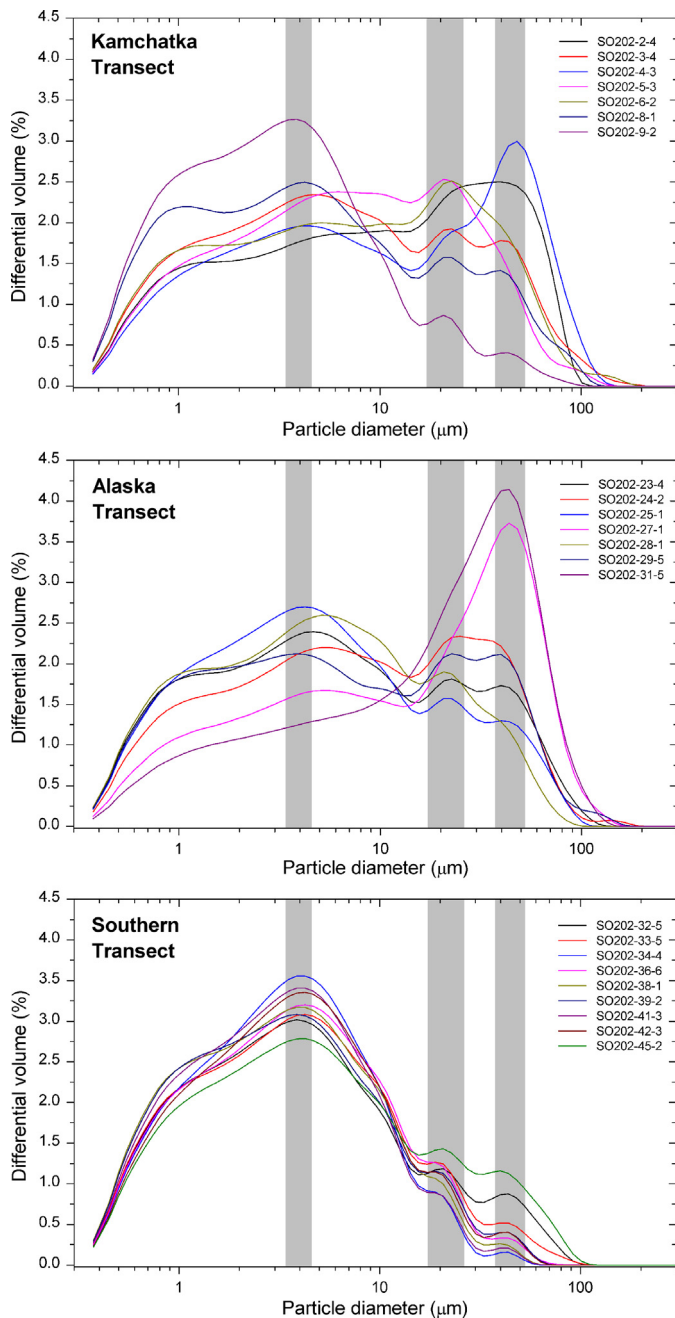 Kamchatka
Transect
SO202-2-4
SO202-3-4
SO202-4-3
SO202-5-3
SO202-6-2
SO202-8-1
SO202-9-2
Differential volume (%)
4.5
4.0
3.5
3.0
2.5
2.0
1.5
1.0
0.5
0.0
1
10
100
Particle diameter (μm)
Alaska
Transect
SO202-23-4
SO202-24-2
SO202-25-1
SO202-27-1
SO202-28-1
SO202-29-5
SO202-31-5
Differential volume (%)
4.5
4.0
3.5
3.0
2.5
2.0
1.5
1.0
0.5
0.0
1
10
100
Particle diameter (μm)
Southern
Transect
SO202-32-5
SO202-33-5
SO202-34-4
SO202-36-6
SO202-38-1
SO202-39-2
SO202-41-3
SO202-42-3
SO202-45-2
Differential volume (%)
4.5
4.0
3.5
3.0
2.5
2.0
1.5
1.0
0.5
0.0
1
10
100
Particle diameter (μm)